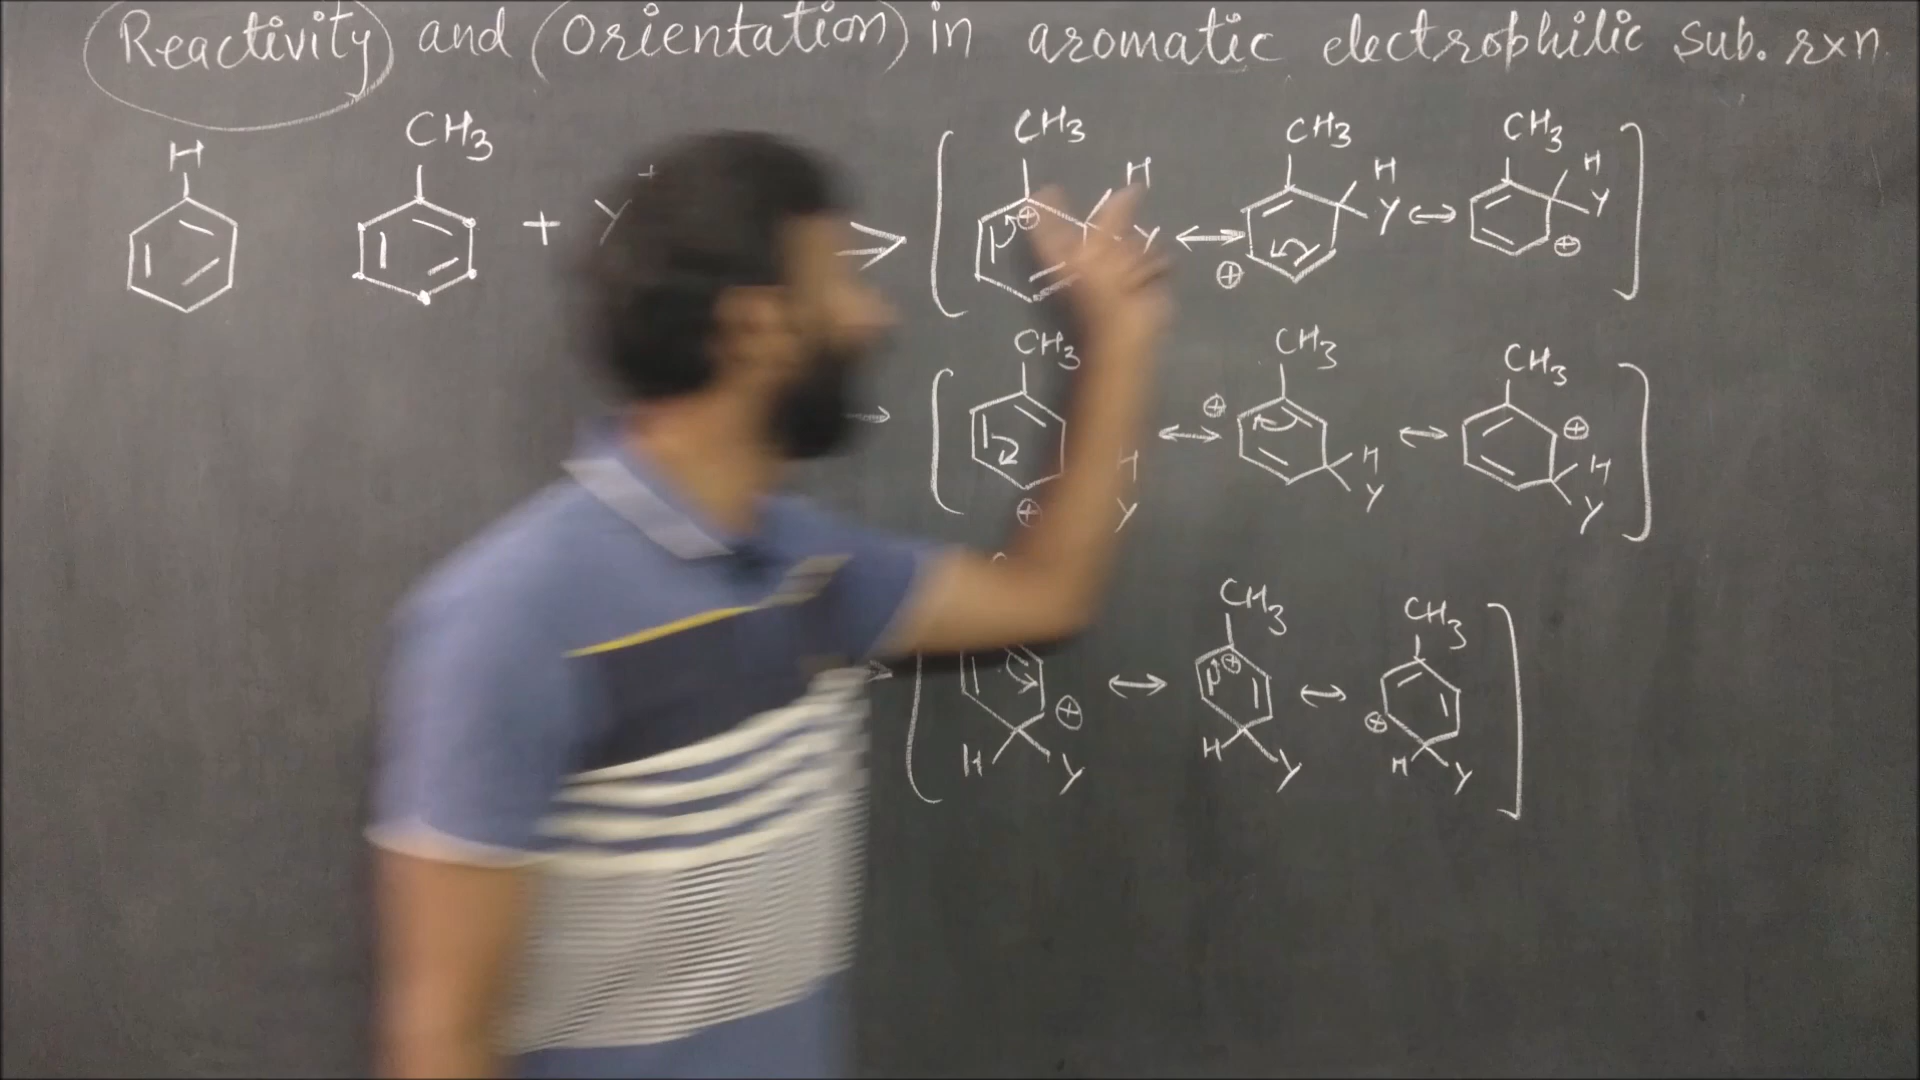 Reactivity and Orientation in aromatic electrophilic sub. rxn.
H CH3 + Y+ CH3 ⊕ H Y ↔ CH3 H Y ⊕ ↔ CH3 H Y ⊕
CH3 ⊕ H Y ↔ CH3 ⊕ H Y ↔ CH3 ⊕ H Y
⊕ H Y ↔ CH3 ⊕ H Y ↔ CH3 ⊕ H Y